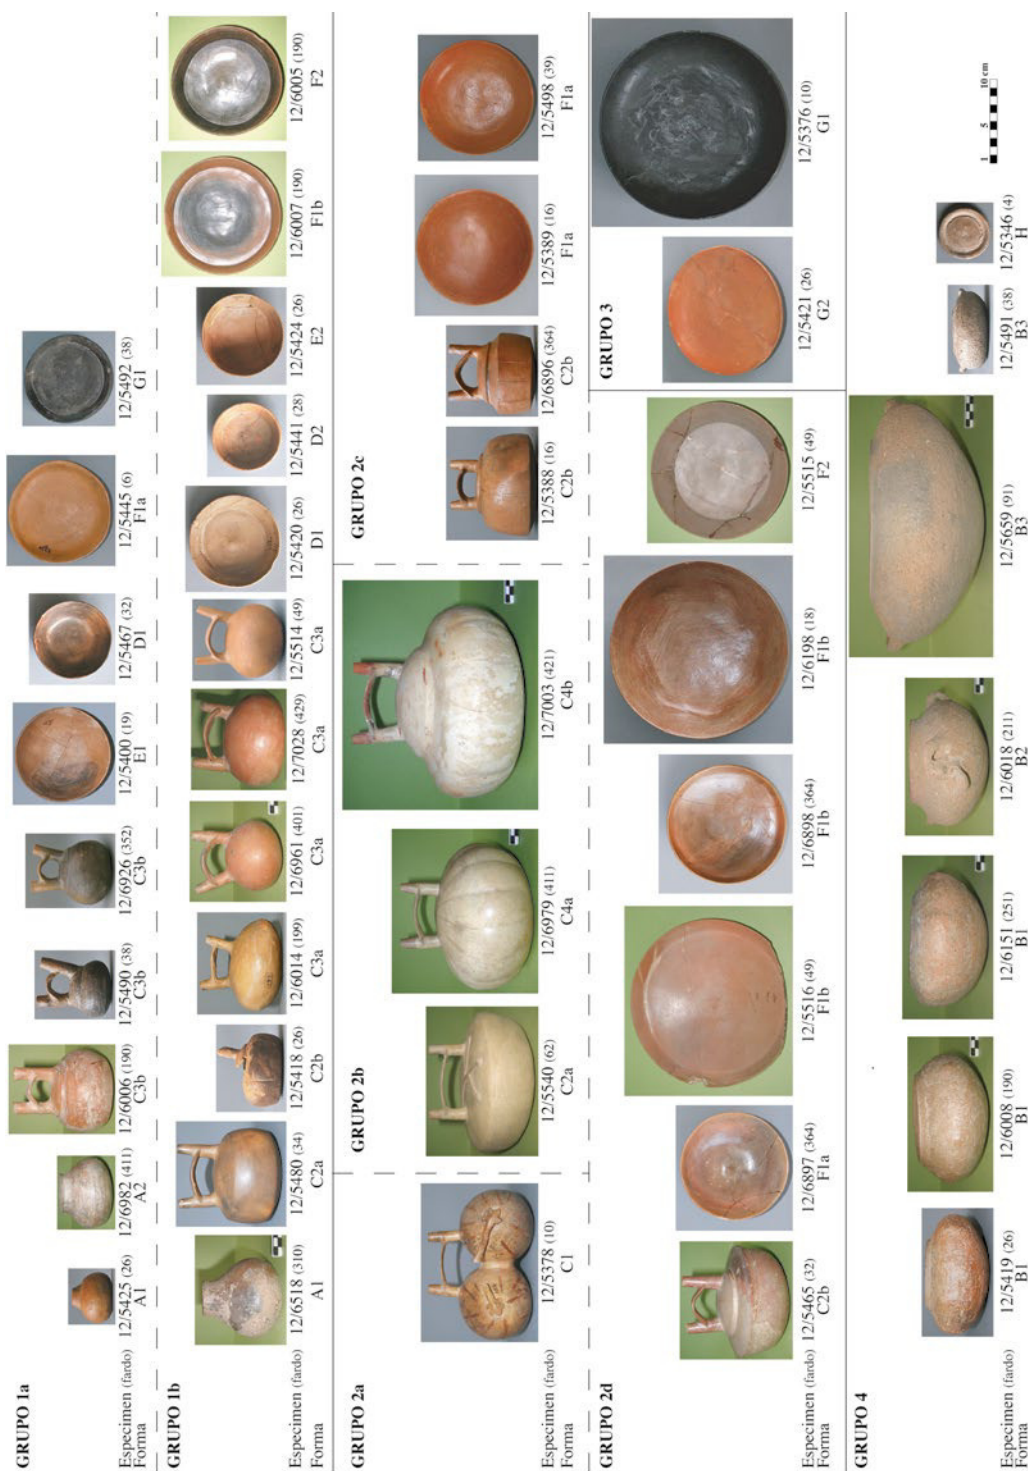 GRUPO 1a
Especimen (fardo) 12/5425 (26) 12/6982 (411) 12/6006 (190) 12/5490 (38) 12/6926 (352) 12/5400 (19) 12/5467 (32) 12/5445 (6) 12/5492 (38)
Forma A1 A2 C3b C3b C3b E1 D1 F1a G1
GRUPO 1b
Especimen (fardo) 12/6518 (310) 12/5480 (34) 12/5418 (26) 12/6014 (199) 12/6961 (401) 12/7028 (429) 12/5514 (49) 12/5420 (26) 12/5441 (28) 12/5424 (26) 12/6007 (190) 12/6005 (190)
Forma A1 C2a C2b C3a C3a C3a C3a D1 D2 E2 F1b F2
GRUPO 2a GRUPO 2b GRUPO 2c
Especimen (fardo) 12/5378 (10) 12/5540 (62) 12/6979 (411) 12/7003 (421) 12/5388 (16) 12/6896 (364) 12/5389 (16) 12/5498 (39)
Forma C1 C2a C4a C4b C2b C2b F1a F1a
GRUPO 2d GRUPO 3
Especimen (fardo) 12/5465 (32) 12/6897 (364) 12/5516 (49) 12/6898 (364) 12/6198 (18) 12/5515 (49) 12/5421 (26) 12/5376 (10)
Forma C2b F1a F1b F1b F1b F2 G2 G1
GRUPO 4
1 5 10 cm
Especimen (fardo) 12/5419 (26) 12/6008 (190) 12/6151 (251) 12/6018 (211) 12/5659 (91) 12/5491 (38) 12/5346 (4)
Forma B1 B1 B1 B2 B3 B3 H